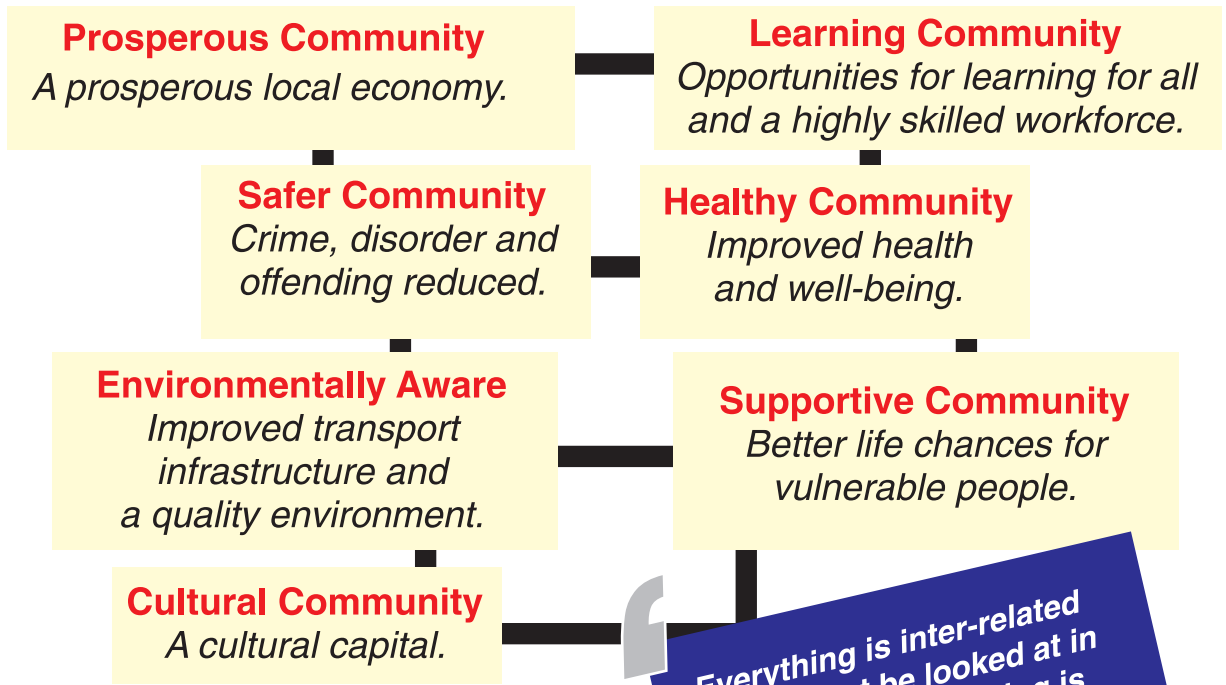 Prosperous Community
A prosperous local economy.
Learning Community
Opportunities for learning for all
and a highly skilled workforce.
Safer Community
Crime, disorder and
offending reduced.
Healthy Community
Improved health
and well-being.
Environmentally Aware
Improved transport
infrastructure and
a quality environment.
Supportive Community
Better life chances for
vulnerable people.
Cultural Community
A cultural capital.
Everything is inter-related
be looked at in
is